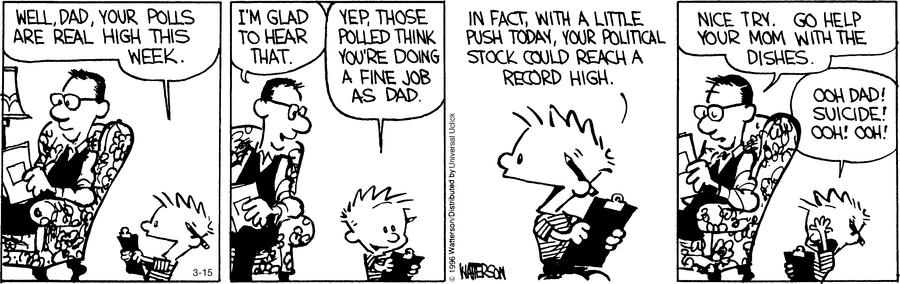 WELL, DAD, YOUR POLLS
ARE REAL HIGH THIS
WEEK.
3-15
I'M GLAD
TO HEAR
THAT.
YEP, THOSE
POLLED THINK
YOU'RE DOING
A FINE JOB
AS DAD.
© 1996 Watterson/Distributed by Universal Uclick
IN FACT, WITH A LITTLE
PUSH TODAY, YOUR POLITICAL
STOCK COULD REACH A
RECORD HIGH.
WATTERSON
NICE TRY. GO HELP
YOUR MOM WITH THE
DISHES.
OOH DAD!
SUICIDE!
OOH! OOH!